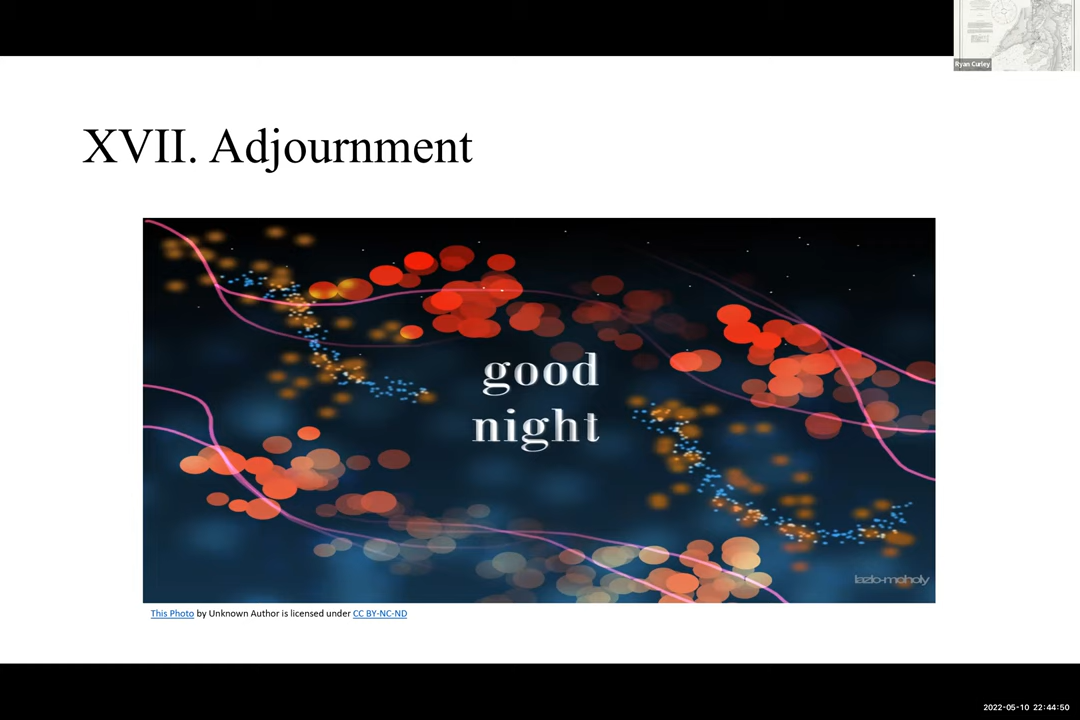 Ryan Curley
XVII. Adjournment
good
night
lazlo-moholy
This Photo by Unknown Author is licensed under CC BY-NC-ND
2022-05-10 22:44:50